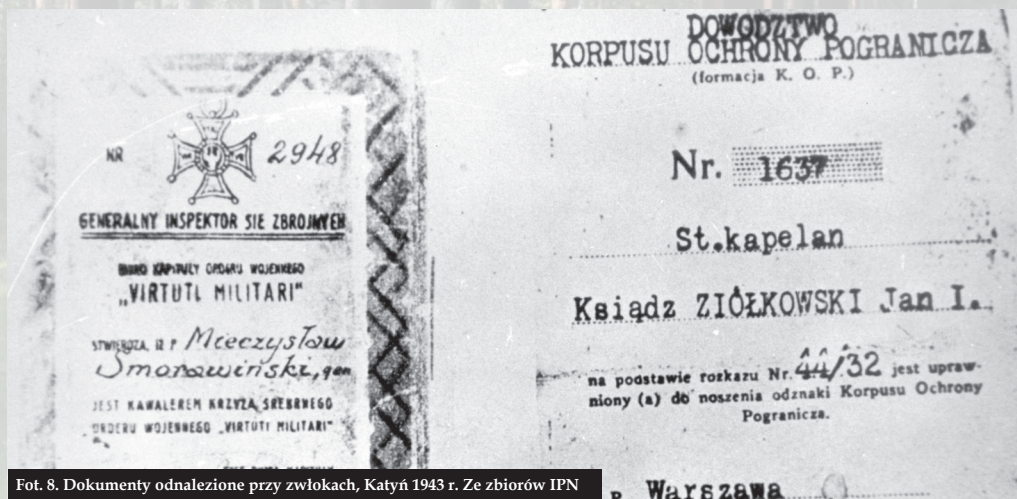 NR 2948
GENERALNY INSPEKTOR SIŁ ZBROJNYCH
BIURO KAPITUŁY ORDERU WOJENNEGO
„VIRTUTI MILITARI”
STWIERDZA, IŻ P. Mieczysław
Smorawiński, gen
JEST KAWALEREM KRZYŻA SREBRNEGO
ORDERU WOJENNEGO „VIRTUTI MILITARI”
DOWODZTWO
KORPUSU OCHRONY POGRANICZA
(formacja K. O. P.)
Nr. 1637
St.kapelan
Ksiądz ZIÓŁKOWSKI Jan I.
na podstawie rozkazu Nr. 44/32 jest upraw-
niony (a) do noszenia odznaki Korpusu Ochrony
Pogranicza.
Warszawa
Fot. 8. Dokumenty odnalezione przy zwłokach, Katyń 1943 r. Ze zbiorów IPN